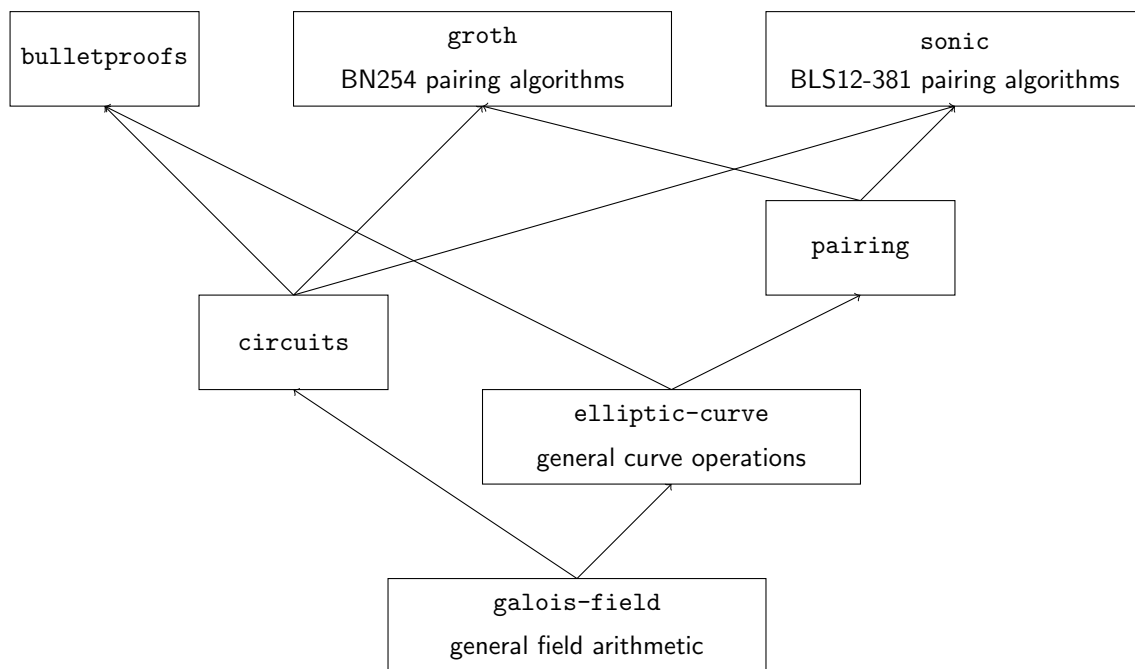 bulletproofs
groth
BN254 pairing algorithms
sonic
BLS12-381 pairing algorithms
pairing
circuits
elliptic-curve
general curve operations
galois-field
general field arithmetic